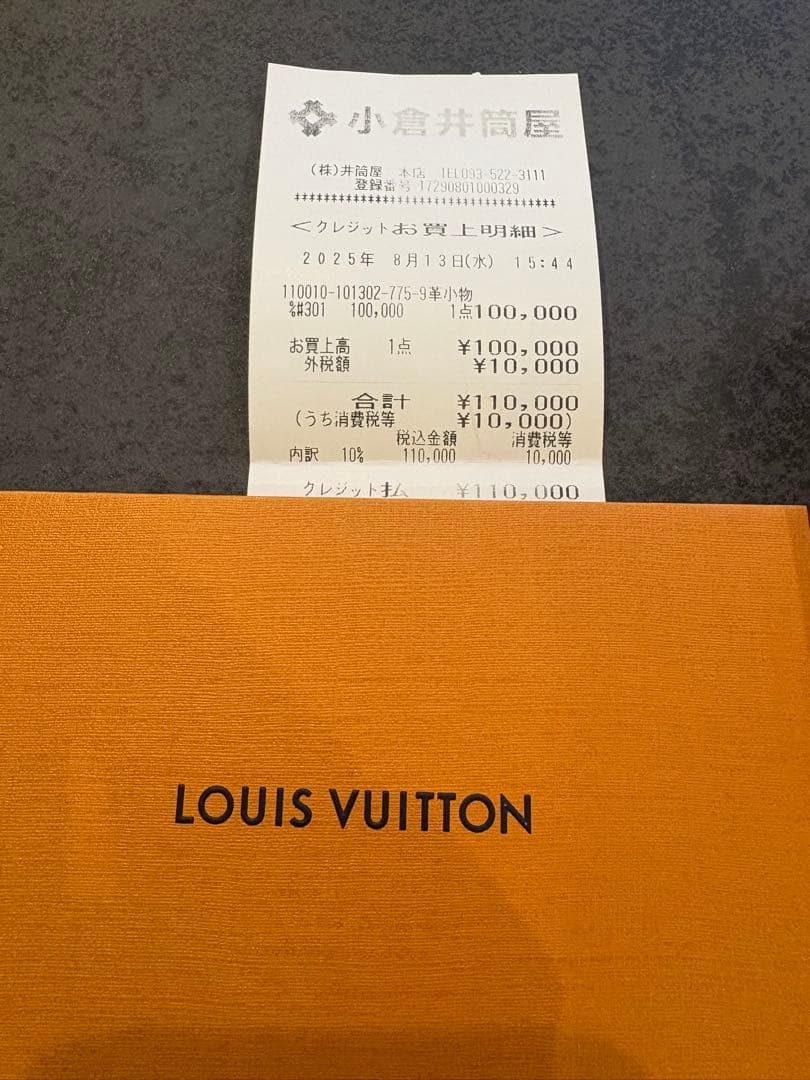 小倉井筒屋
(株)井筒屋 本店 TEL093-522-3111
登録番号 T7290801000329
*************************************
<クレジットお買上明細>
2025年 8月13日(水) 15:44
110010-101302-775-9革小物
%#301 100,000 1点100,000
お買上高 1点 ¥100,000
外税額 ¥10,000
合計 ¥110,000
(うち消費税等 ¥10,000)
税込金額 消費税等
内訳 10% 110,000 10,000
クレジット払 ¥110,000
LOUIS VUITTON